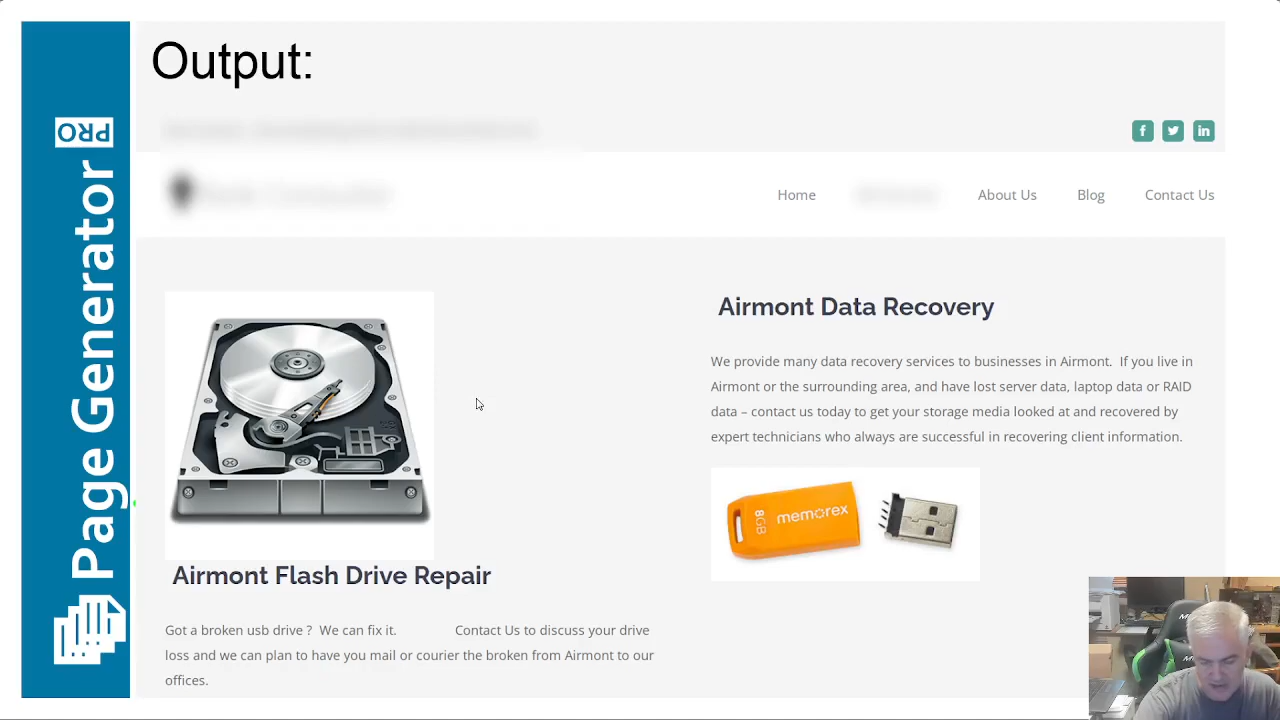 Output:
Page Generator PRO
Home
About Us
Blog
Contact Us
Airmont Data Recovery
We provide many data recovery services to businesses in Airmont.  If you live in
Airmont or the surrounding area, and have lost server data, laptop data or RAID
data – contact us today to get your storage media looked at and recovered by
expert technicians who always are successful in recovering client information.
8GB memorex
Airmont Flash Drive Repair
Got a broken usb drive ?  We can fix it.
Contact Us to discuss your drive
loss and we can plan to have you mail or courier the broken from Airmont to our
offices.